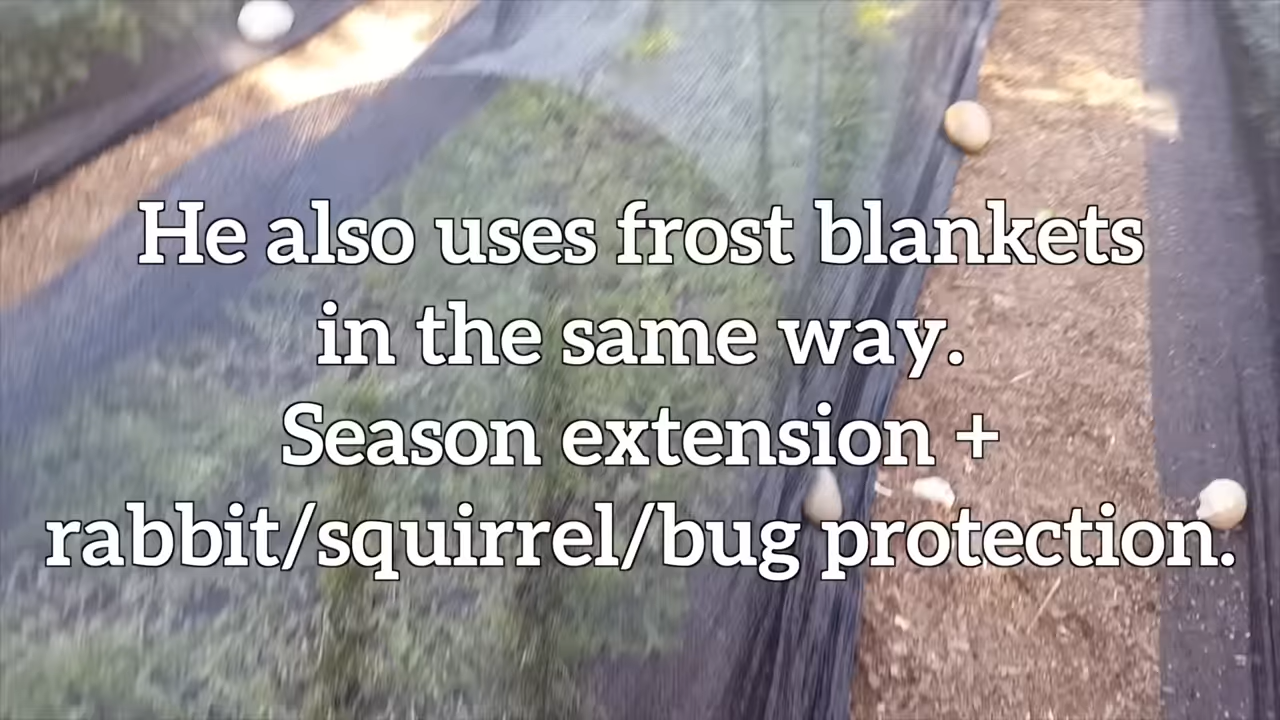 He also uses frost blankets
in the same way.
Season extension +
rabbit/squirrel/bug protection.